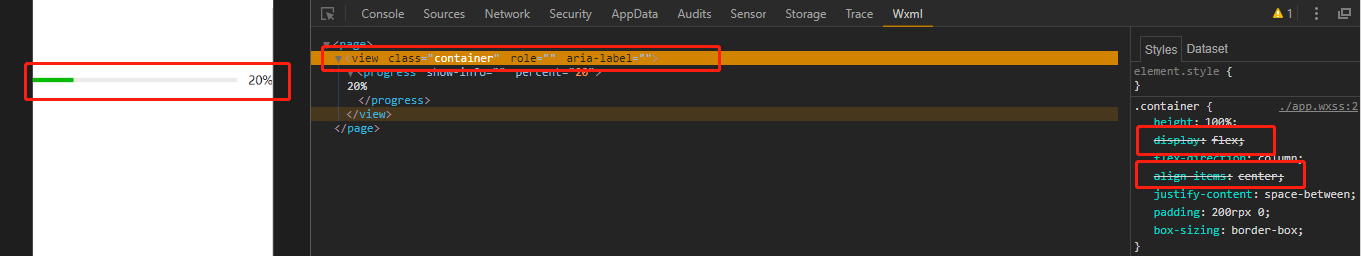 Console Sources Network Security AppData Audits Sensor Storage Trace Wxml 1
20%
▼<page>
▼<view class="container" role="" aria-label="">
▼<progress show-info="" percent="20">
20%
</progress>
</view>
</page>
Styles Dataset
element.style {
}
.container { ./app.wxss:2
height: 100%;
display: flex;
flex-direction: column;
align-items: center;
justify-content: space-between;
padding: 200rpx 0;
box-sizing: border-box;
}